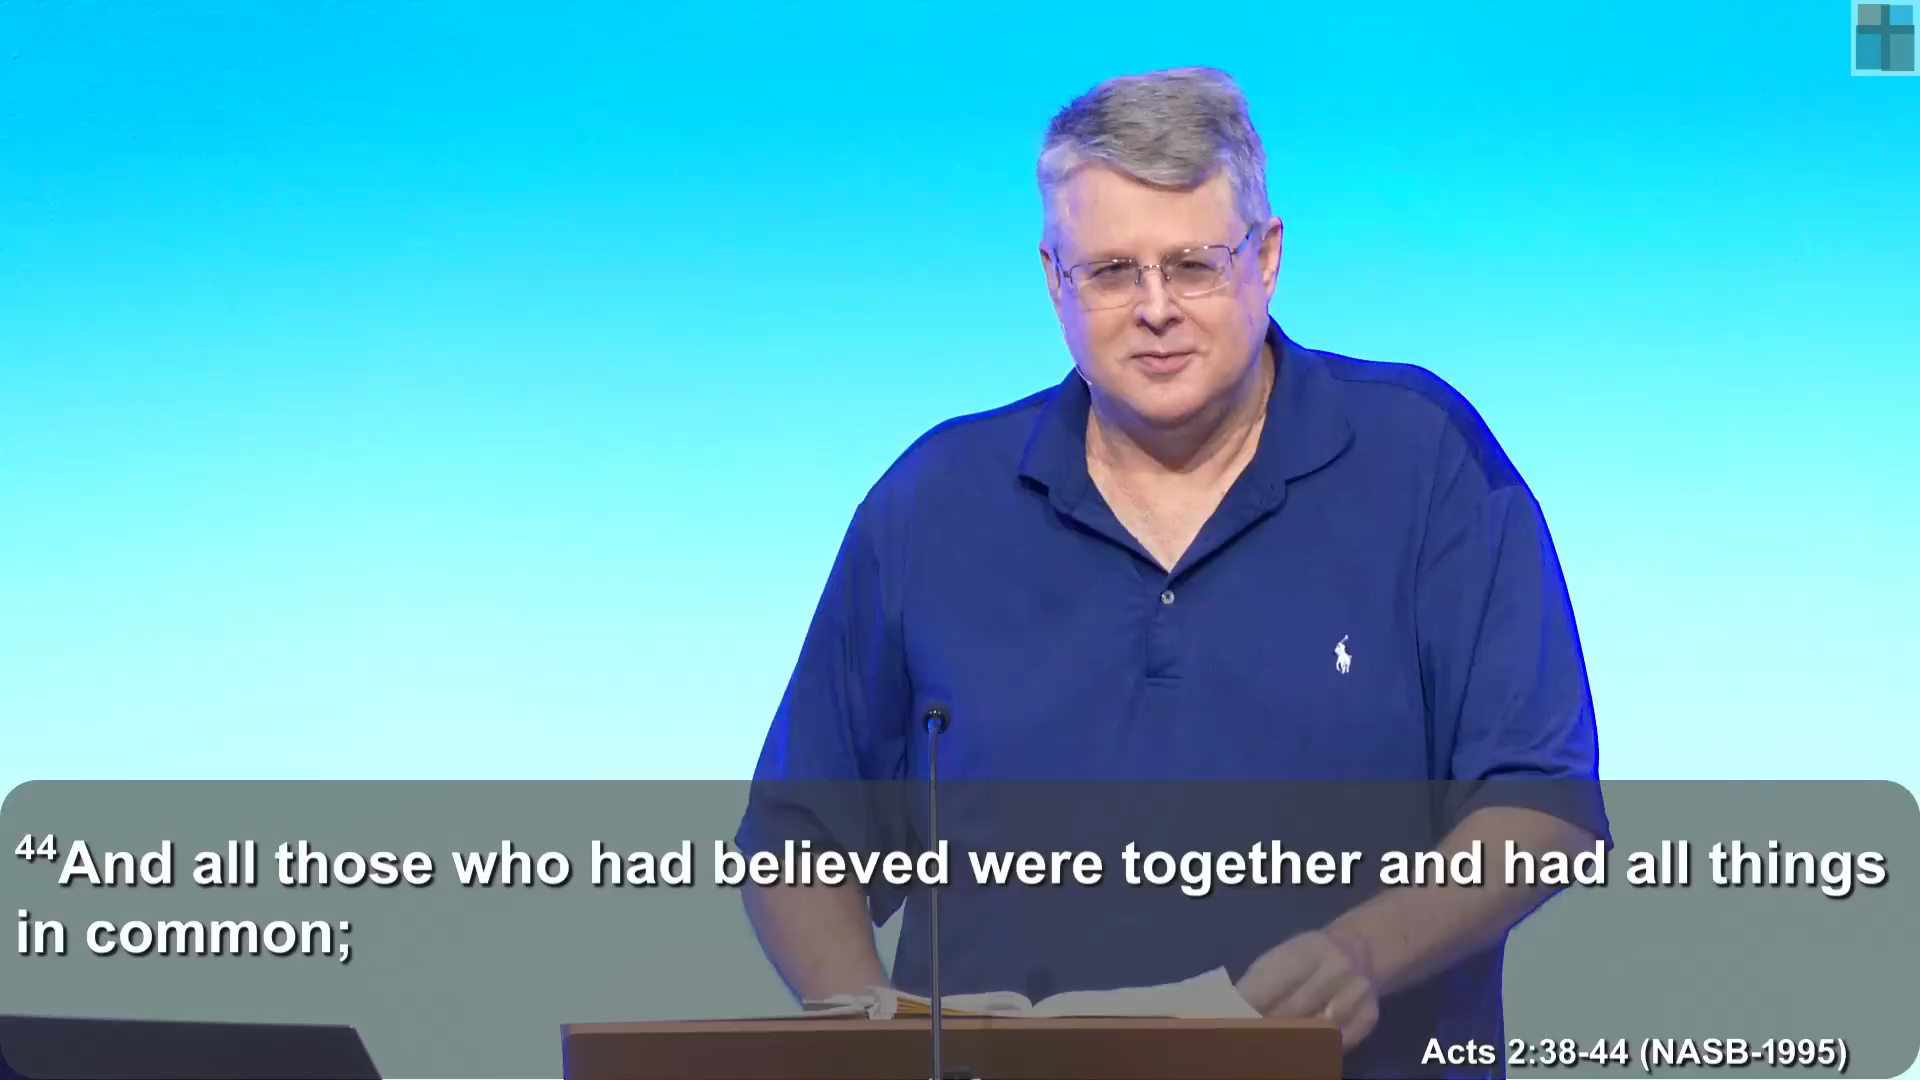 ⁴⁴And all those who had believed were together and had all things
in common;
Acts 2:38-44 (NASB-1995)